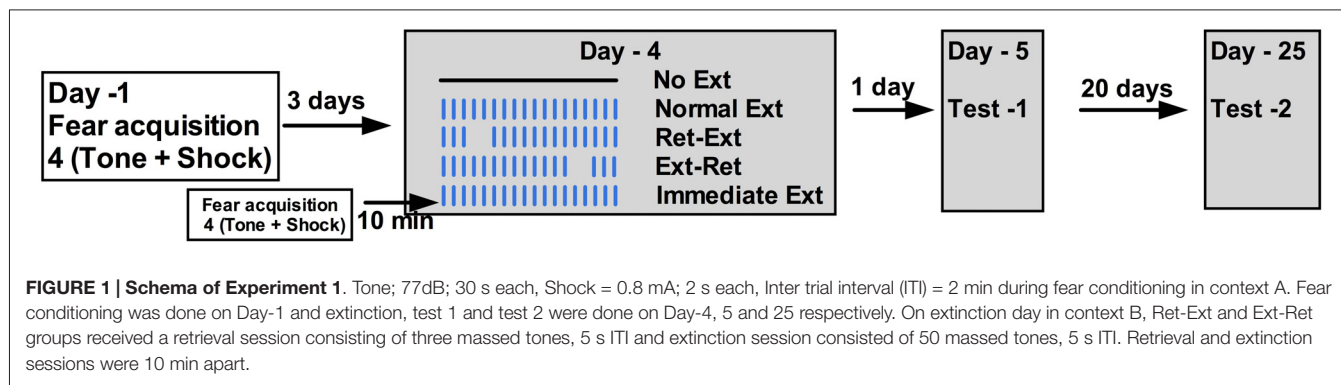 Day -1
Fear acquisition
4 (Tone + Shock)
3 days
Fear acquisition
4 (Tone + Shock)
10 min
Day - 4
No Ext
Normal Ext
Ret-Ext
Ext-Ret
Immediate Ext
1 day
Day - 5
Test -1
20 days
Day - 25
Test -2
FIGURE 1 | Schema of Experiment 1. Tone; 77dB; 30 s each, Shock = 0.8 mA; 2 s each, Inter trial interval (ITI) = 2 min during fear conditioning in context A. Fear
conditioning was done on Day-1 and extinction, test 1 and test 2 were done on Day-4, 5 and 25 respectively. On extinction day in context B, Ret-Ext and Ext-Ret
groups received a retrieval session consisting of three massed tones, 5 s ITI and extinction session consisted of 50 massed tones, 5 s ITI. Retrieval and extinction
sessions were 10 min apart.